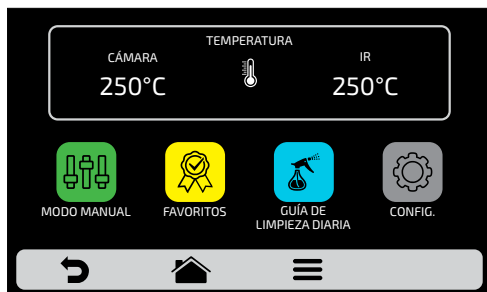 TEMPERATURA
CÁMARA
IR
250°C
250°C
MODO MANUAL
FAVORITOS
GUÍA DE
LIMPIEZA DIARIA
CONFIG.